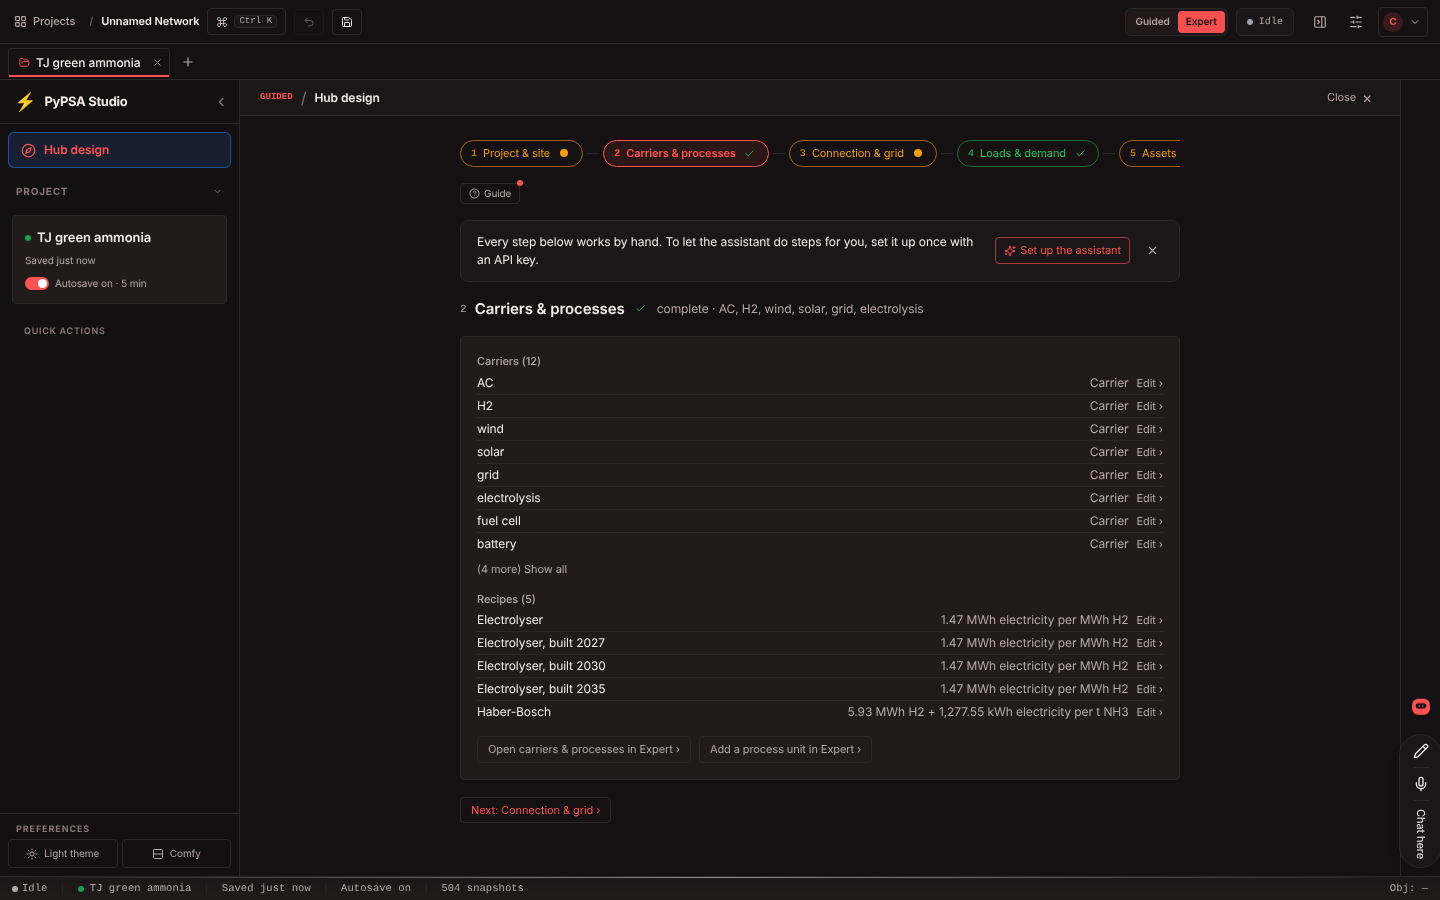 Projects / Unnamed Network Ctrl K Guided Expert Idle C
TJ green ammonia
PyPSA Studio
GUIDED / Hub design Close
Hub design
PROJECT
TJ green ammonia
Saved just now
Autosave on · 5 min
QUICK ACTIONS
1 Project & site 2 Carriers & processes 3 Connection & grid 4 Loads & demand 5 Assets
Guide
Every step below works by hand. To let the assistant do steps for you, set it up once with
an API key.
Set up the assistant
2 Carriers & processes complete · AC, H2, wind, solar, grid, electrolysis
Carriers (12)
AC Carrier Edit ›
H2 Carrier Edit ›
wind Carrier Edit ›
solar Carrier Edit ›
grid Carrier Edit ›
electrolysis Carrier Edit ›
fuel cell Carrier Edit ›
battery Carrier Edit ›
(4 more) Show all
Recipes (5)
Electrolyser 1.47 MWh electricity per MWh H2 Edit ›
Electrolyser, built 2027 1.47 MWh electricity per MWh H2 Edit ›
Electrolyser, built 2030 1.47 MWh electricity per MWh H2 Edit ›
Electrolyser, built 2035 1.47 MWh electricity per MWh H2 Edit ›
Haber-Bosch 5.93 MWh H2 + 1,277.55 kWh electricity per t NH3 Edit ›
Open carriers & processes in Expert › Add a process unit in Expert ›
Next: Connection & grid ›
Chat here
PREFERENCES
Light theme Comfy
Idle TJ green ammonia Saved just now Autosave on 504 snapshots Obj: —